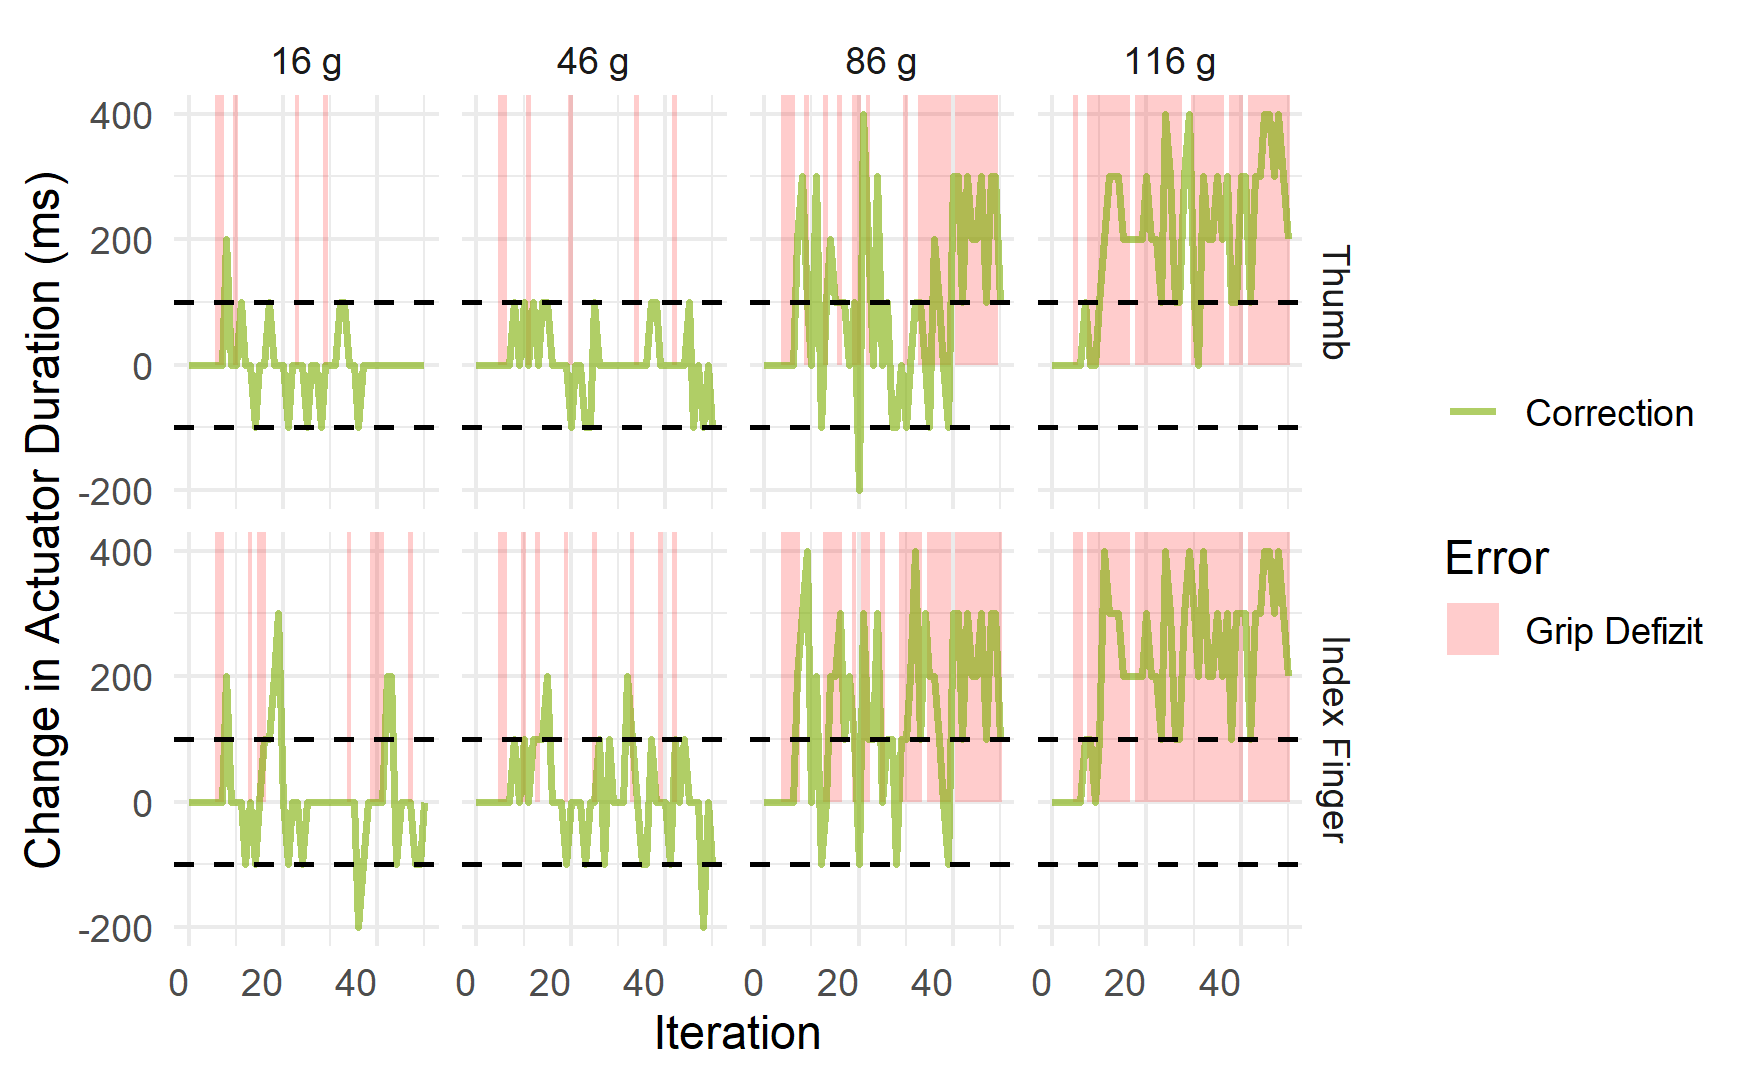 16 g 46 g 86 g 116 g
Change in Actuator Duration (ms)
400
200
0
-200
Thumb
400
200
0
-200
Index Finger
0 20 40 0 20 40 0 20 40 0 20 40
Iteration
Correction
Error
Grip Defizit